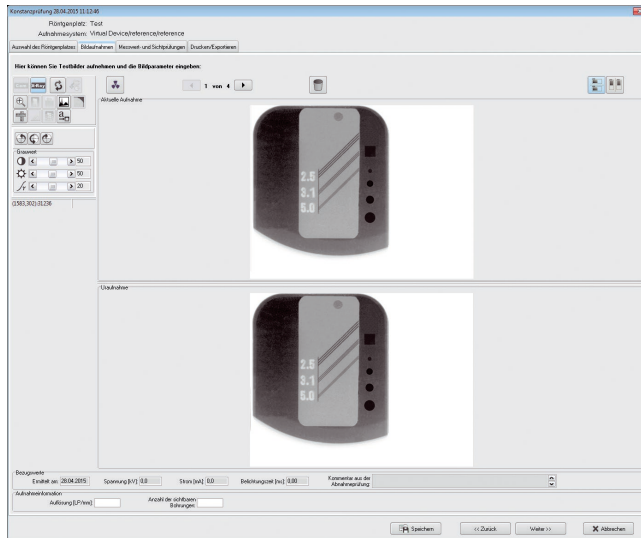 Konstanzprüfung 28.04.2015 11-12-46
Röntgenplatz: Test
Aufnahmesystem: Virtual Device/reference/reference
Auswahl des Röntgenplatzes Bildaufnahmen Messwert- und Sichtprüfungen Drucken/Exportieren
Hier können Sie Testbilder aufnehmen und die Bildparameter eingeben:
X-Ray
1 von 4
Aktuelle Aufnahme
Grauwert
50
50
20
(1583,302):31236
2.5
3.1
5.0
Uraufnahme
2.5
3.1
5.0
Bezugswerte
Ermittelt am: 28.04.2015 Spannung [kV]: 0,0 Strom [mA]: 0,0 Belichtungszeit [ms]: 0,00 Kommentar aus der Abnahmeprüfung:
Aufnahmeinformation
Auflösung [LP/mm]: Anzahl der sichtbaren Bohrungen:
Speichern << Zurück Weiter >> Abbrechen